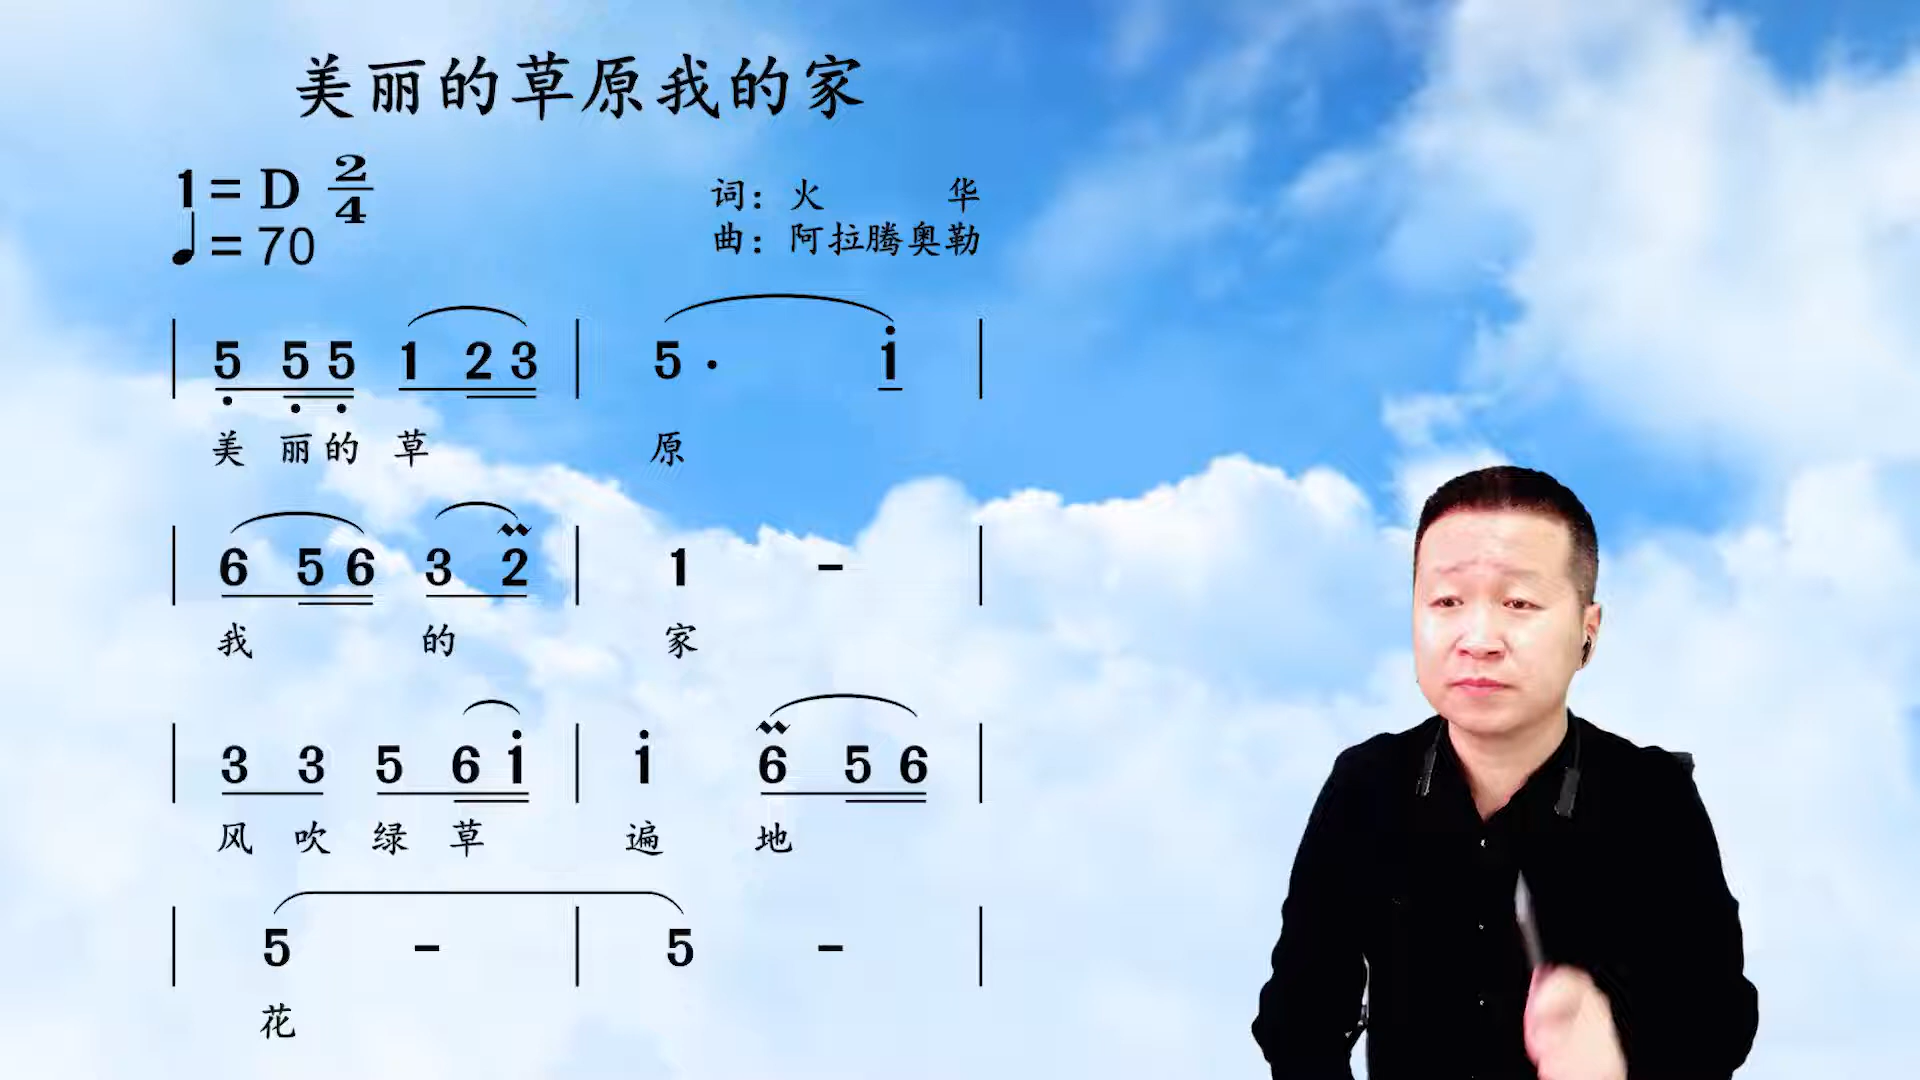 美丽的草原我的家
1=D 2/4
♩=70
词：火 华
曲：阿拉腾奥勒
| 5̣ 5̣ 5̣ 1 2 3 | 5 · 1̇ |
美 丽 的 草 原
| 6 5 6 3 2 | 1 - |
我 的 家
| 3 3 5 6 1̇ | 1̇ 6 5 6 |
风 吹 绿 草 遍 地
| 5 - | 5 - |
花